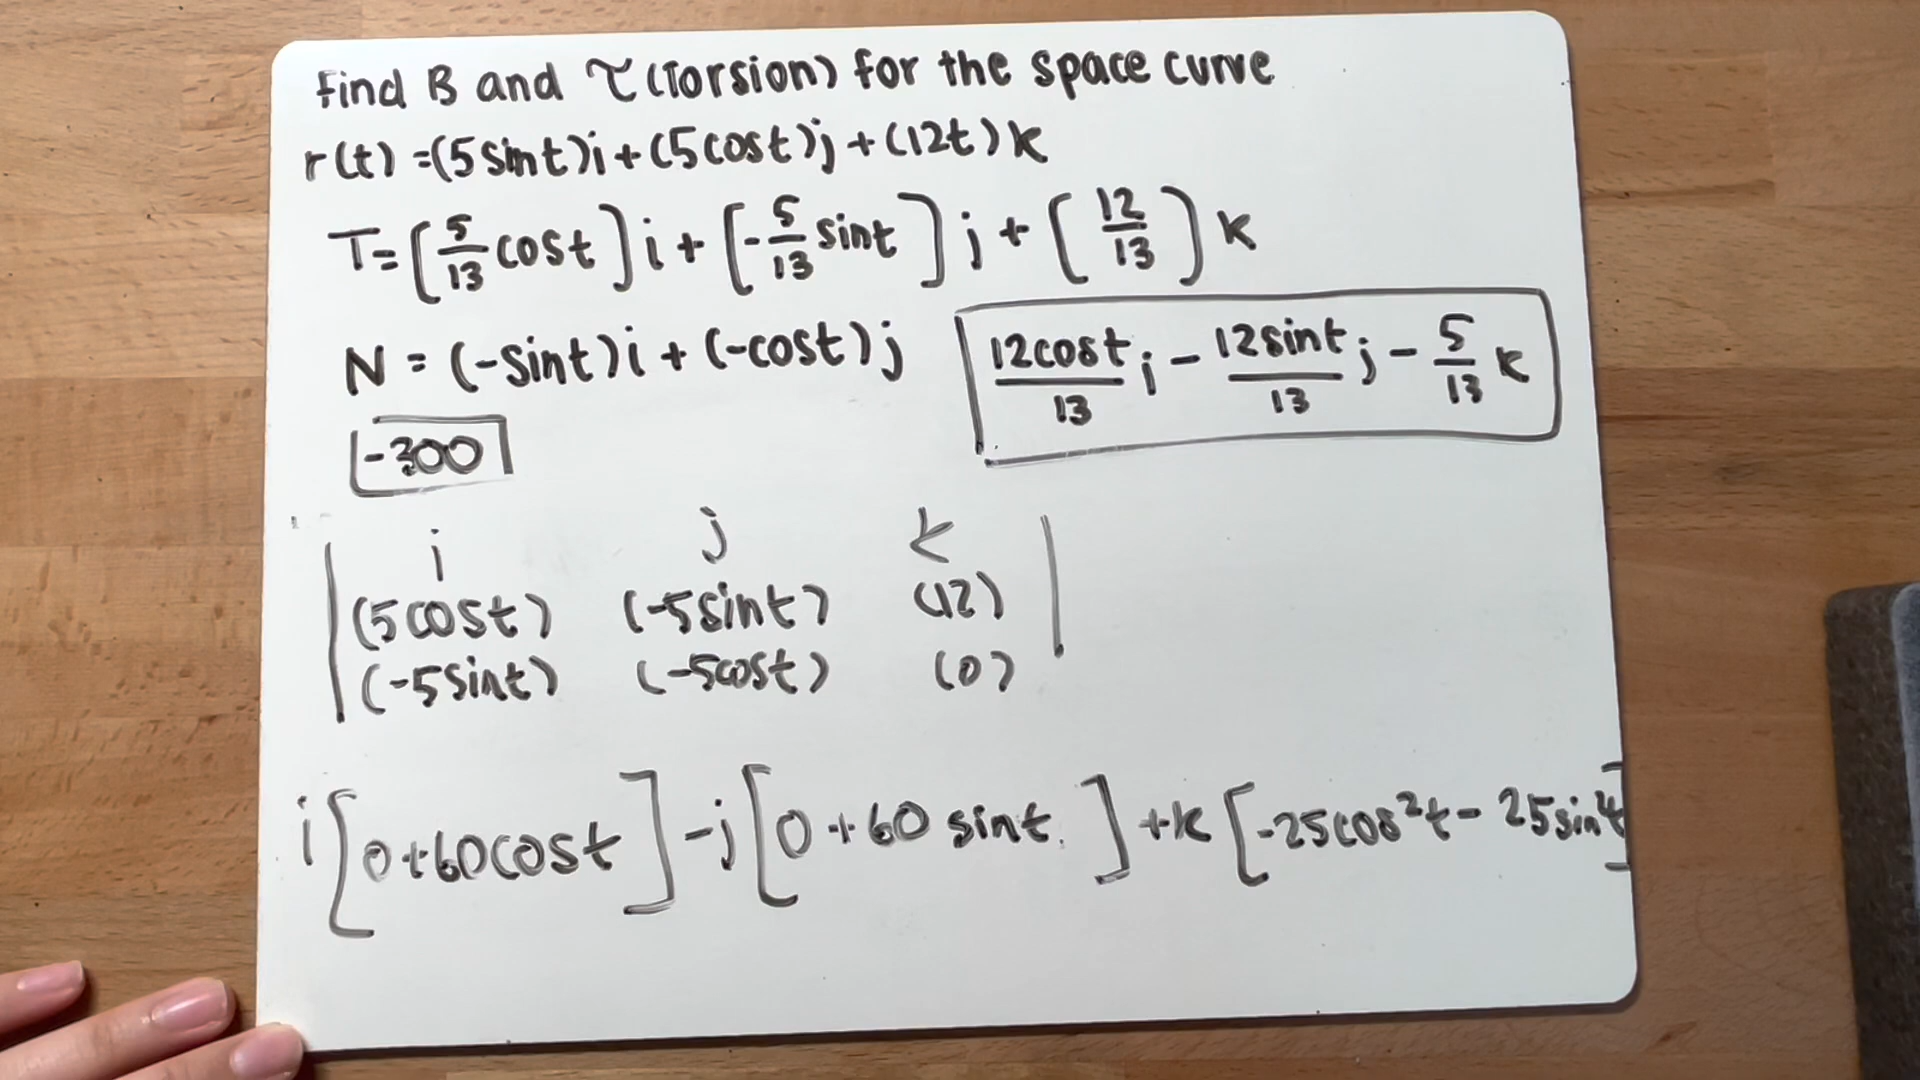 Find B and τ (Torsion) for the space curve
r(t) =(5sint)i+(5cost)j+(12t)k
T=[5/13 cost]i+[-5/13 sint]j+(12/13)k
N = (-sint)i+(-cost)j
12cost/13 i - 12sint/13 j - 5/13 k
-300
i j k
(5cost) (-5sint) (12)
(-5sint) (-5cost) (0)
i[0+60cost]-j[0+60sint.]+k[-25cos²t-25sin²t]